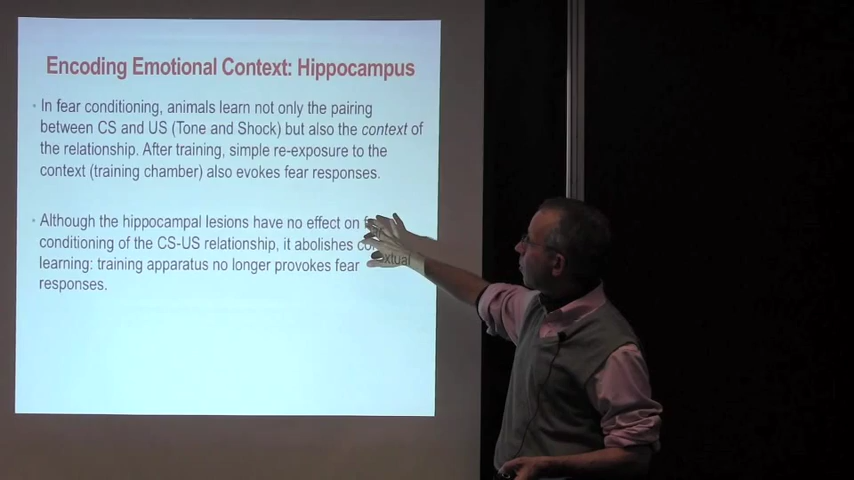 Encoding Emotional Context: Hippocampus
In fear conditioning, animals learn not only the pairing
between CS and US (Tone and Shock) but also the context of
the relationship. After training, simple re-exposure to the
context (training chamber) also evokes fear responses.
Although the hippocampal lesions have no effect on
conditioning of the CS-US relationship, it abolishes
learning: training apparatus no longer provokes fear
responses.